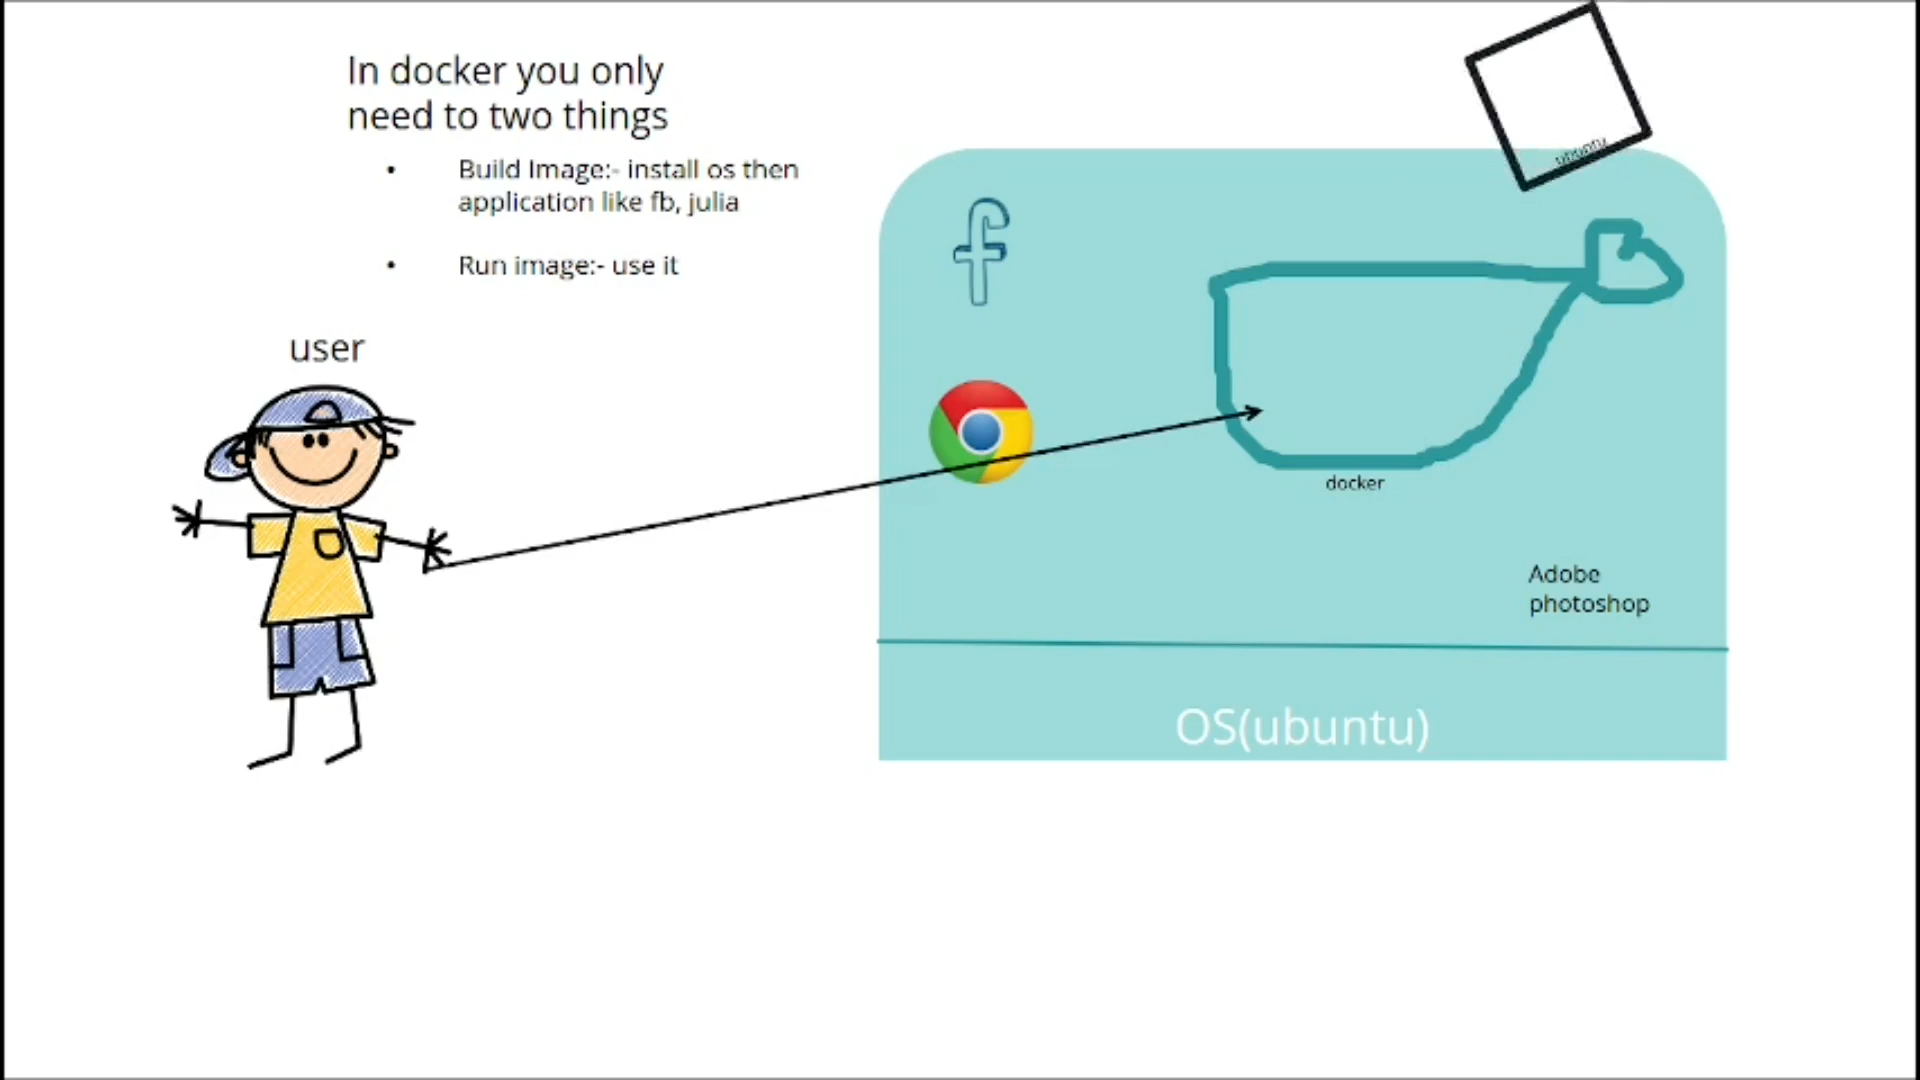 In docker you only
need to two things
• Build Image:- install os then
application like fb, julia
• Run image:- use it
user
ubuntu
f
docker
Adobe
photoshop
OS(ubuntu)